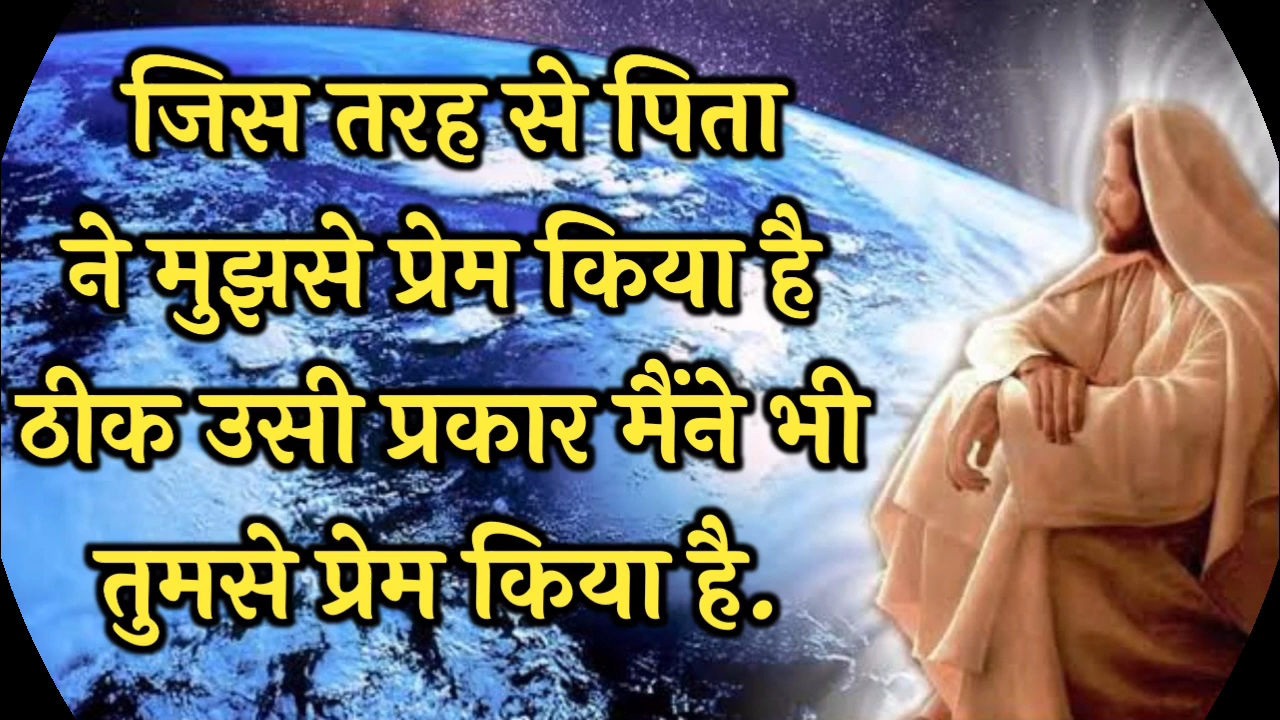 जिस तरह से पिता
ने मुझसे प्रेम किया है
ठीक उसी प्रकार मैंने भी
तुमसे प्रेम किया है.